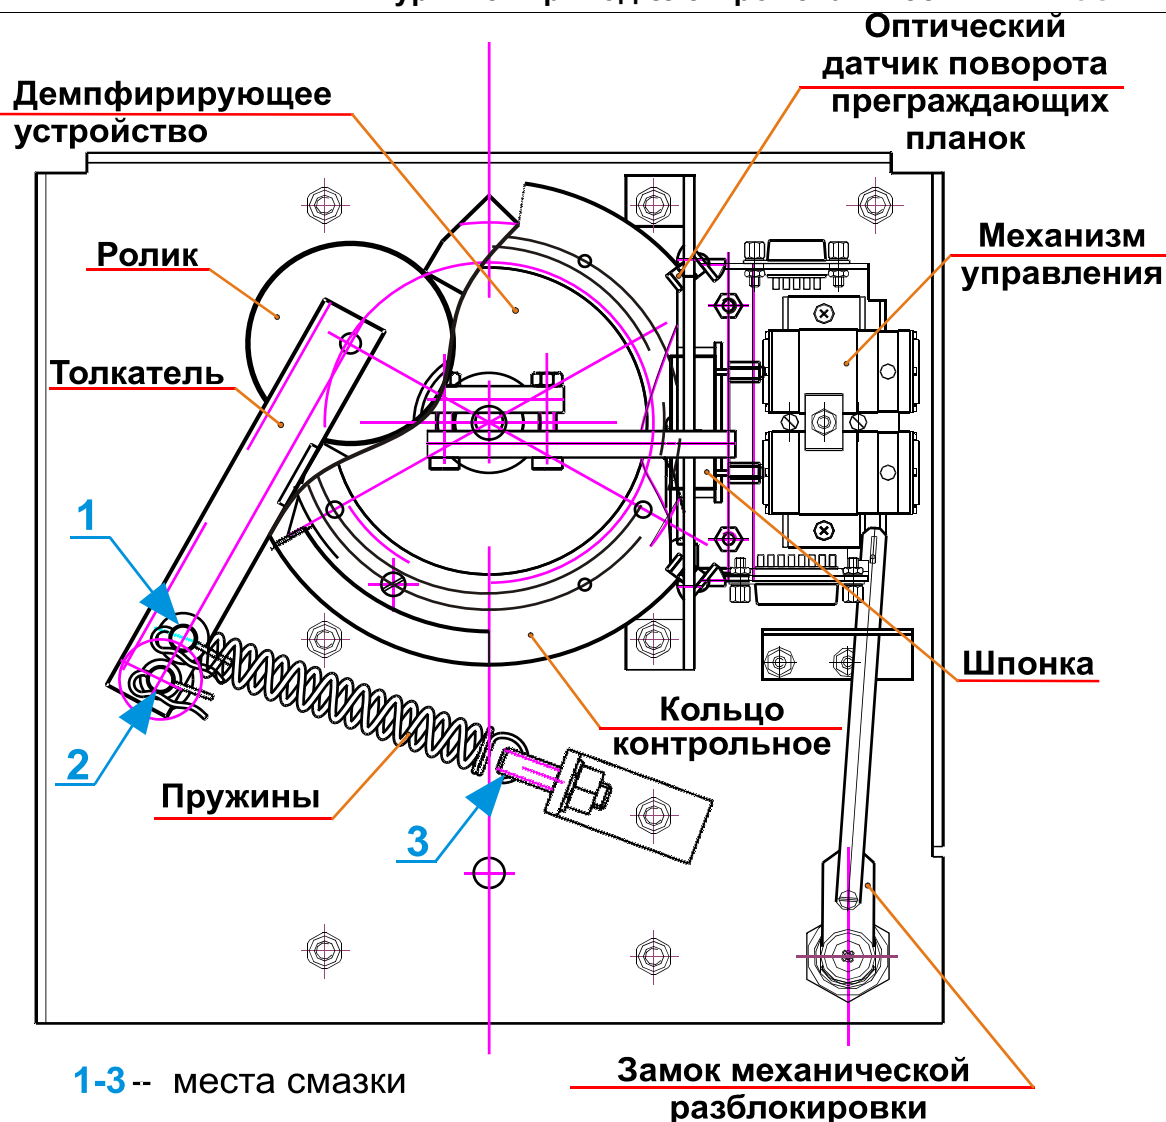 Оптический
датчик поворота
преграждающих
планок
Демпфирирующее
устройство
Ролик
Механизм
управления
Толкатель
1
Шпонка
Кольцо
контрольное
2
Пружины
3
1-3 -- места смазки
Замок механической
разблокировки